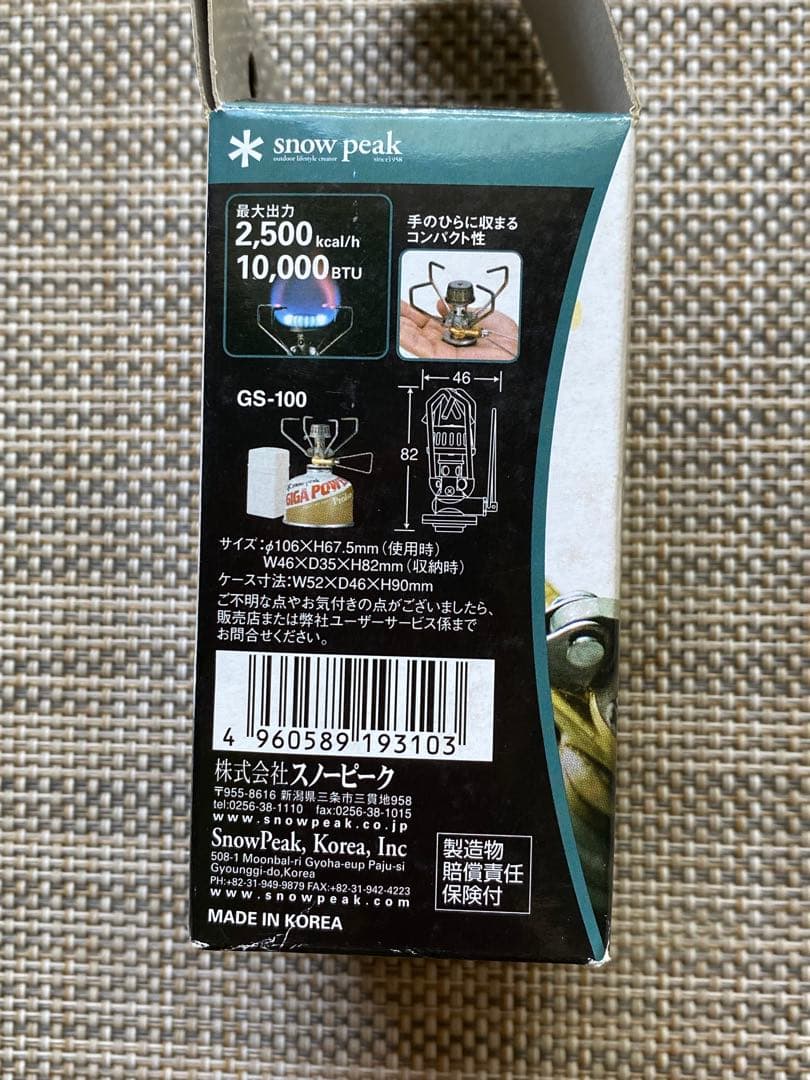 snow peak
outdoor lifestyle creator since1958
最大出力
2,500 kcal/h
10,000 BTU
手のひらに収まる
コンパクト性
GS-100
46
82
snow peak
GIGA POW
サイズ：φ106×H67.5mm（使用時）
W46×D35×H82mm（収納時）
ケース寸法：W52×D46×H90mm
ご不明な点やお気付きの点がございましたら、
販売店または弊社ユーザーサービス係まで
お問合せください。
4 960589 193103
株式会社スノーピーク
〒955-8616 新潟県三条市三貫地958
tel:0256-38-1110 fax:0256-38-1015
www.snowpeak.co.jp
SnowPeak, Korea, Inc
508-1 Moonbal-ri Gyoha-eup Paju-si
Gyounggi-do,Korea
PH:+82-31-949-9879 FAX:+82-31-942-4223
www.snowpeak.com
MADE IN KOREA
製造物
賠償責任
保険付